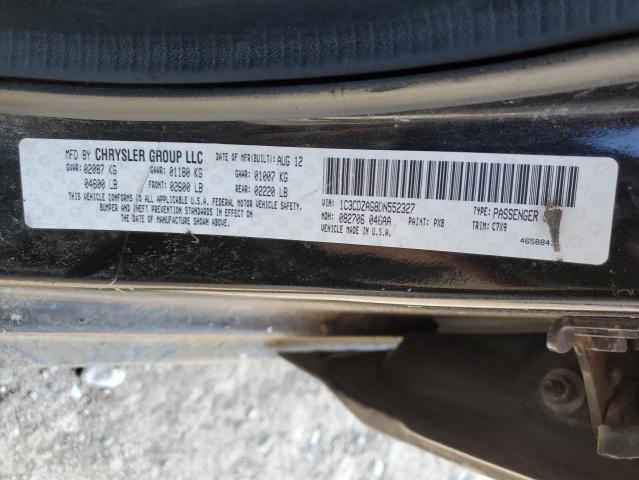 MFD BY CHRYSLER GROUP LLC DATE OF MFR(BUILT): AUG 12
GVWR: 02087 KG GAWR: 01180 KG GAWR: 01007 KG
04600 LB FRONT: 02600 LB REAR: 02220 LB
THIS VEHICLE CONFORMS TO ALL APPLICABLE U.S.A. FEDERAL MOTOR VEHICLE SAFETY,
BUMPER AND THEFT PREVENTION STANDARDS IN EFFECT ON
THE DATE OF MANUFACTURE SHOWN ABOVE.
VIN: 1C3CDZAG8DN552327 TYPE: PASSENGER
MDH: 082706 046AA PAINT: PX8
VEHICLE MADE IN U.S.A. TRIM: C7X9